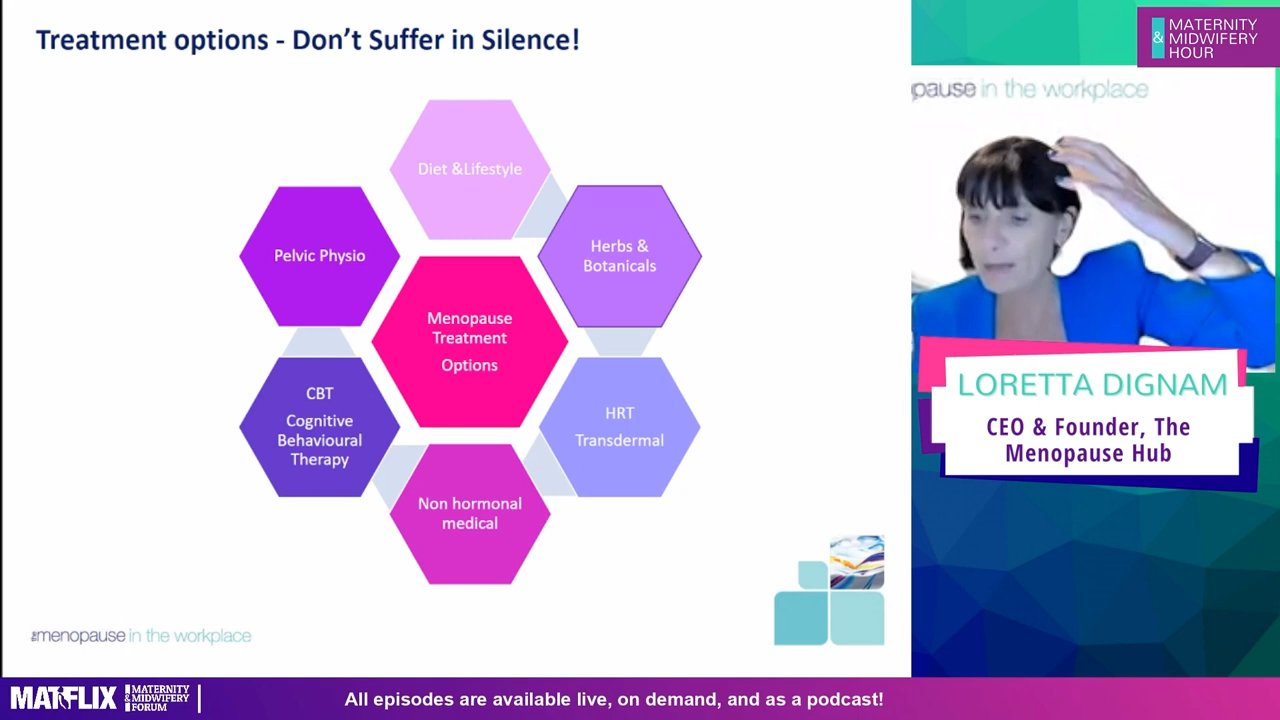 Treatment options - Don't Suffer in Silence!
Diet &Lifestyle
Herbs &
Botanicals
HRT
Transdermal
Non hormonal
medical
CBT
Cognitive
Behavioural
Therapy
Pelvic Physio
Menopause
Treatment
Options
the menopause in the workplace
MATERNITY
& MIDWIFERY
HOUR
pause in the workplace
LORETTA DIGNAM
CEO & Founder, The
Menopause Hub
MATFLIX
MATERNITY
& MIDWIFERY
FORUM
All episodes are available live, on demand, and as a podcast!